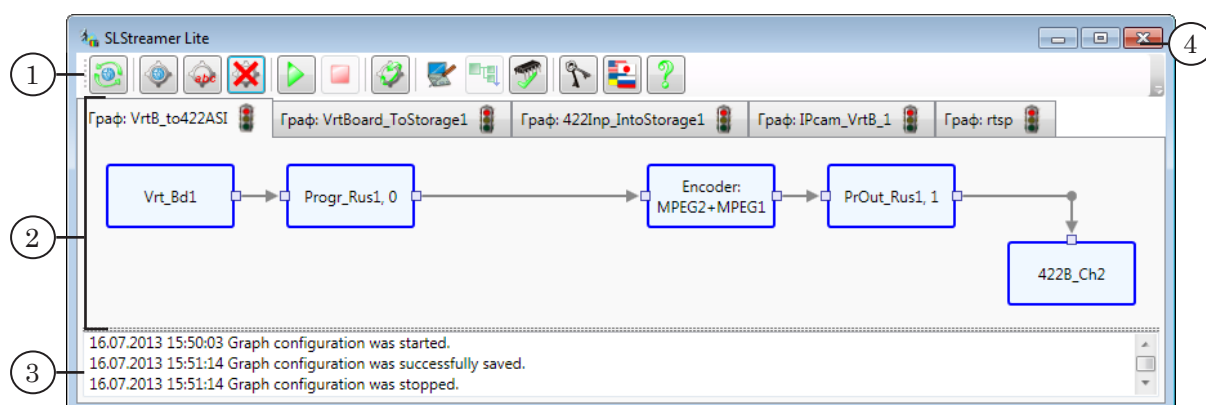 SLStreamer Lite
4
1
abc
?
Граф: VrtB_to422ASI
Граф: VrtBoard_ToStorage1
Граф: 422Inp_IntoStorage1
Граф: IPcam_VrtB_1
Граф: rtsp
2
Vrt_Bd1
Progr_Rus1, 0
Encoder:
MPEG2+MPEG1
PrOut_Rus1, 1
422B_Ch2
3
16.07.2013 15:50:03 Graph configuration was started.
16.07.2013 15:51:14 Graph configuration was successfully saved.
16.07.2013 15:51:14 Graph configuration was stopped.